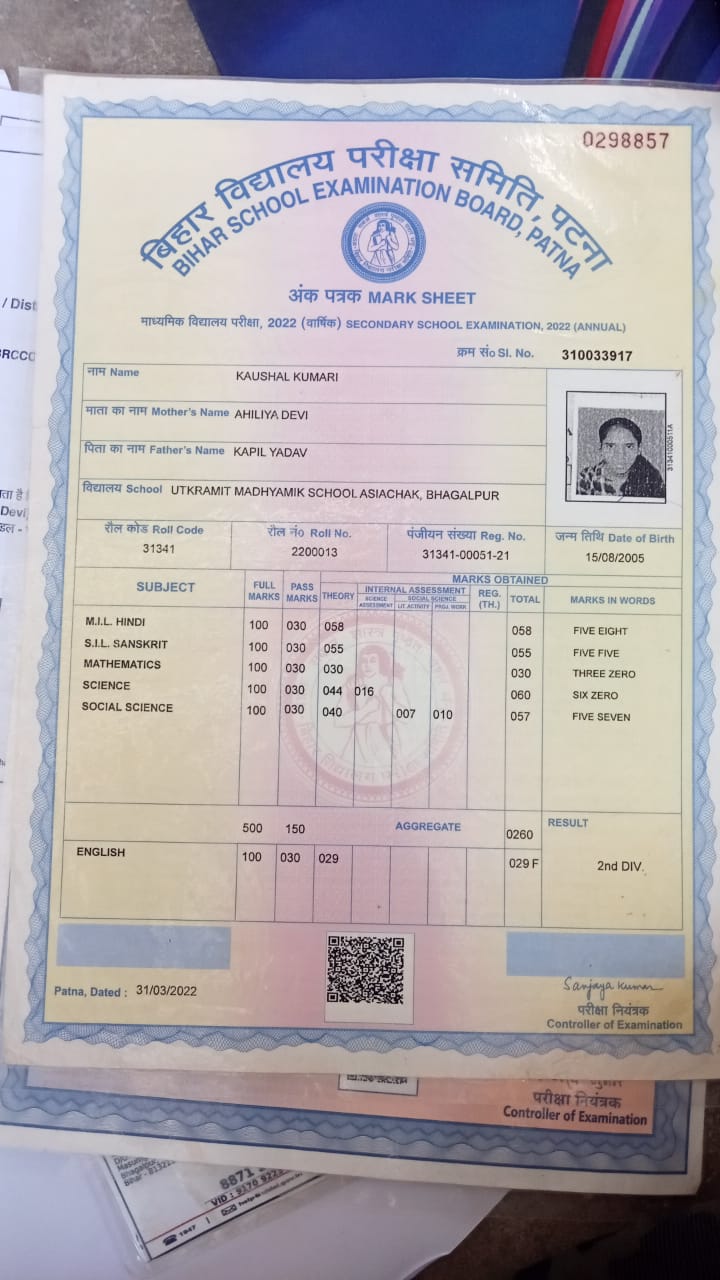 0298857
बिहार विद्यालय परीक्षा समिति, पटना
BIHAR SCHOOL EXAMINATION BOARD, PATNA
अंक पत्रक MARK SHEET
माध्यमिक विद्यालय परीक्षा, 2022 (वार्षिक) SECONDARY SCHOOL EXAMINATION, 2022 (ANNUAL)
क्रम सं० Sl. No. 310033917
नाम Name KAUSHAL KUMARI
माता का नाम Mother's Name AHILIYA DEVI
पिता का नाम Father's Name KAPIL YADAV
विद्यालय School UTKRAMIT MADHYAMIK SCHOOL ASIACHAK, BHAGALPUR
रौल कोड Roll Code रौल नं० Roll No. पंजीयन संख्या Reg. No. जन्म तिथि Date of Birth
31341 2200013 31341-00051-21 15/08/2005
MARKS OBTAINED
SUBJECT FULL MARKS PASS MARKS THEORY INTERNAL ASSESSMENT REG. (TH.) TOTAL MARKS IN WORDS
SCIENCE ASSESSMENT SOCIAL SCIENCE LIT.ACTIVITY PROJ. WORK
M.I.L. HINDI 100 030 058 058 FIVE EIGHT
S.I.L. SANSKRIT 100 030 055 055 FIVE FIVE
MATHEMATICS 100 030 030 030 THREE ZERO
SCIENCE 100 030 044 016 060 SIX ZERO
SOCIAL SCIENCE 100 030 040 007 010 057 FIVE SEVEN
500 150 AGGREGATE 0260 RESULT
ENGLISH 100 030 029 029 F 2nd DIV.
Patna, Dated : 31/03/2022
Sanjaya Kumar
परीक्षा नियंत्रक
Controller of Examination
परीक्षा नियंत्रक
Controller of Examination
/ Dist
BRCCC
ता है
Devi
8871
VID : 9170 922
1947